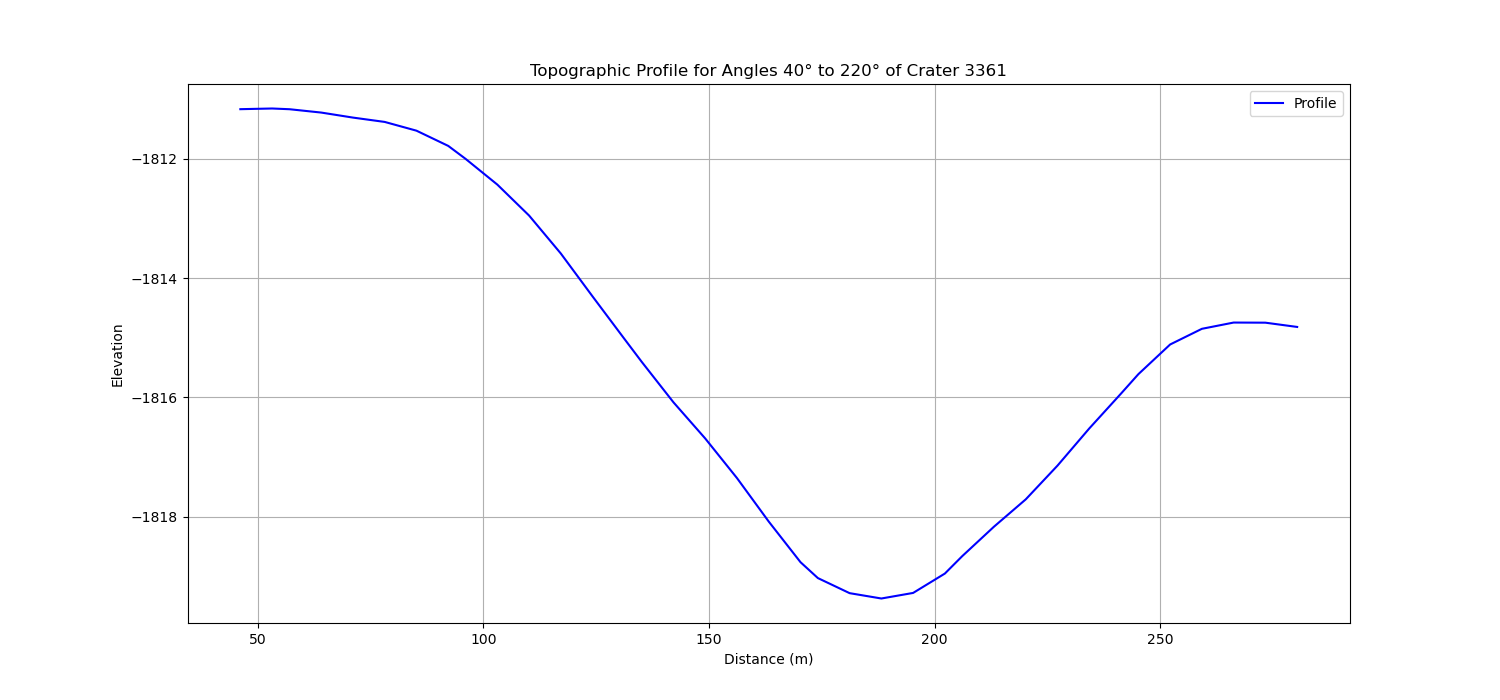 Topographic Profile for Angles 40° to 220° of Crater 3361
Profile
−1812
−1814
−1816
−1818
Elevation
50 100 150 200 250
Distance (m)